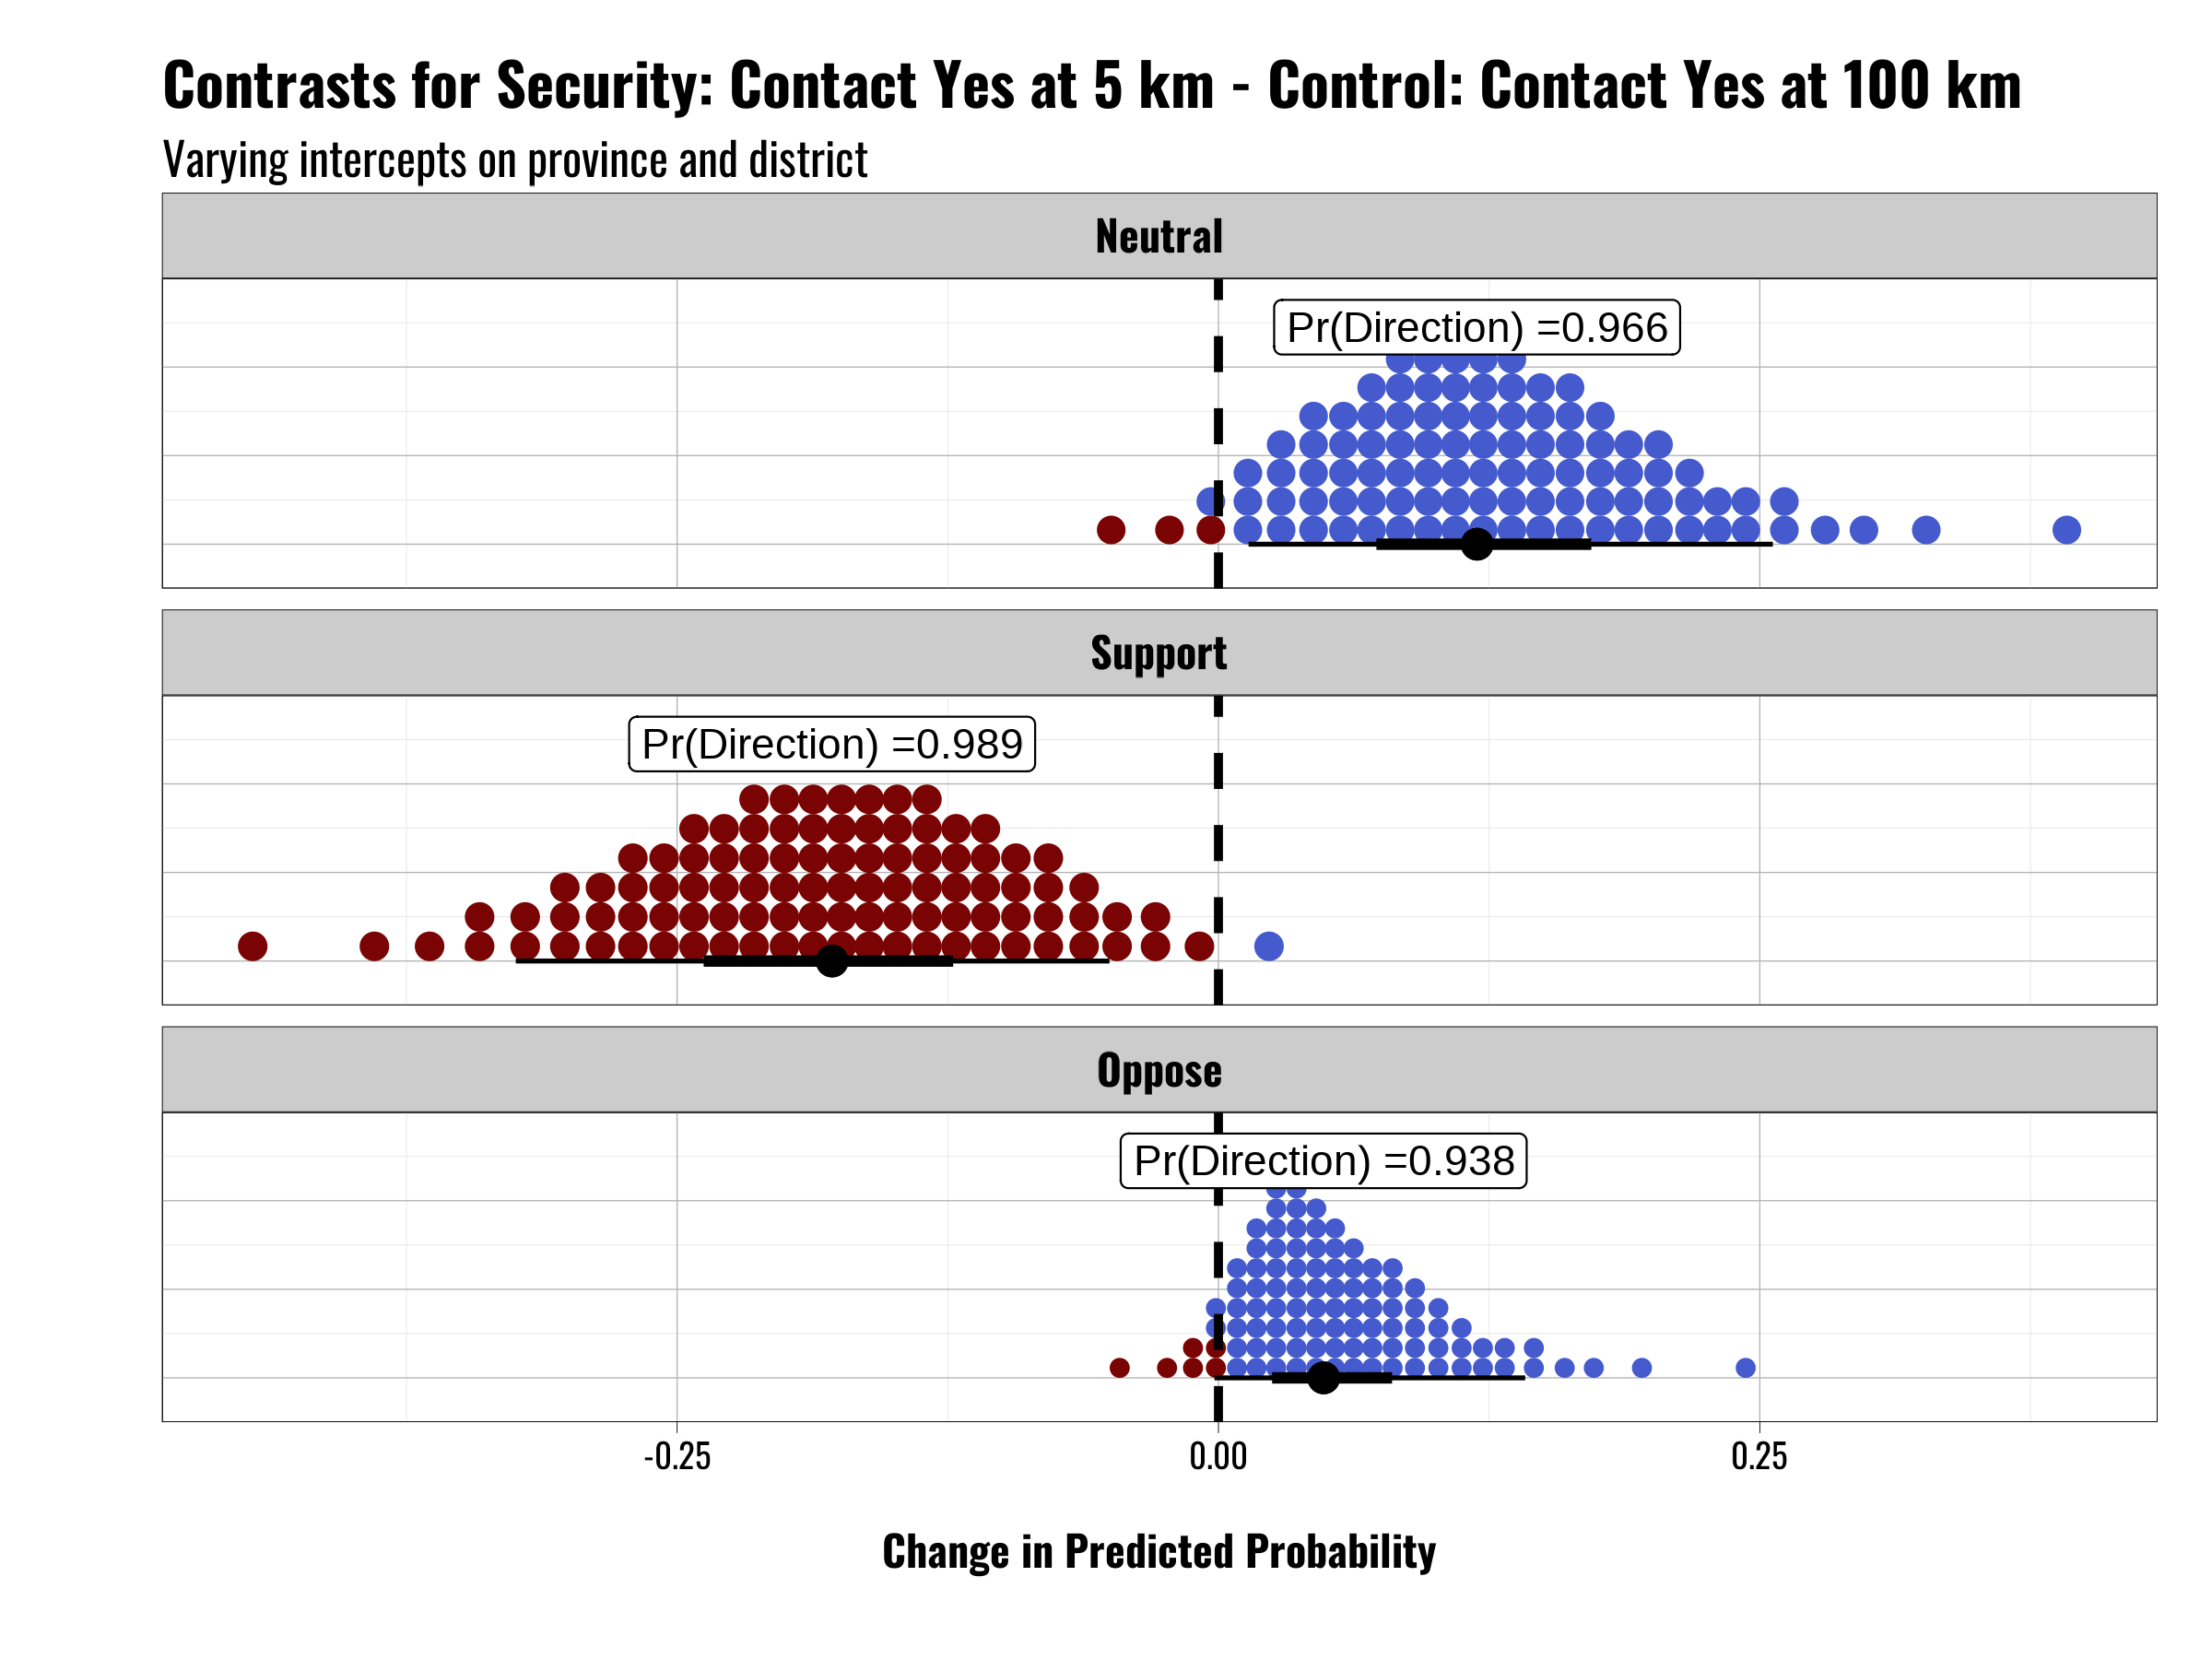 Contrasts for Security: Contact Yes at 5 km - Control: Contact Yes at 100 km
Varying intercepts on province and district
Neutral
Pr(Direction) =0.966
Support
Pr(Direction) =0.989
Oppose
Pr(Direction) =0.938
-0.25 0.00 0.25
Change in Predicted Probability